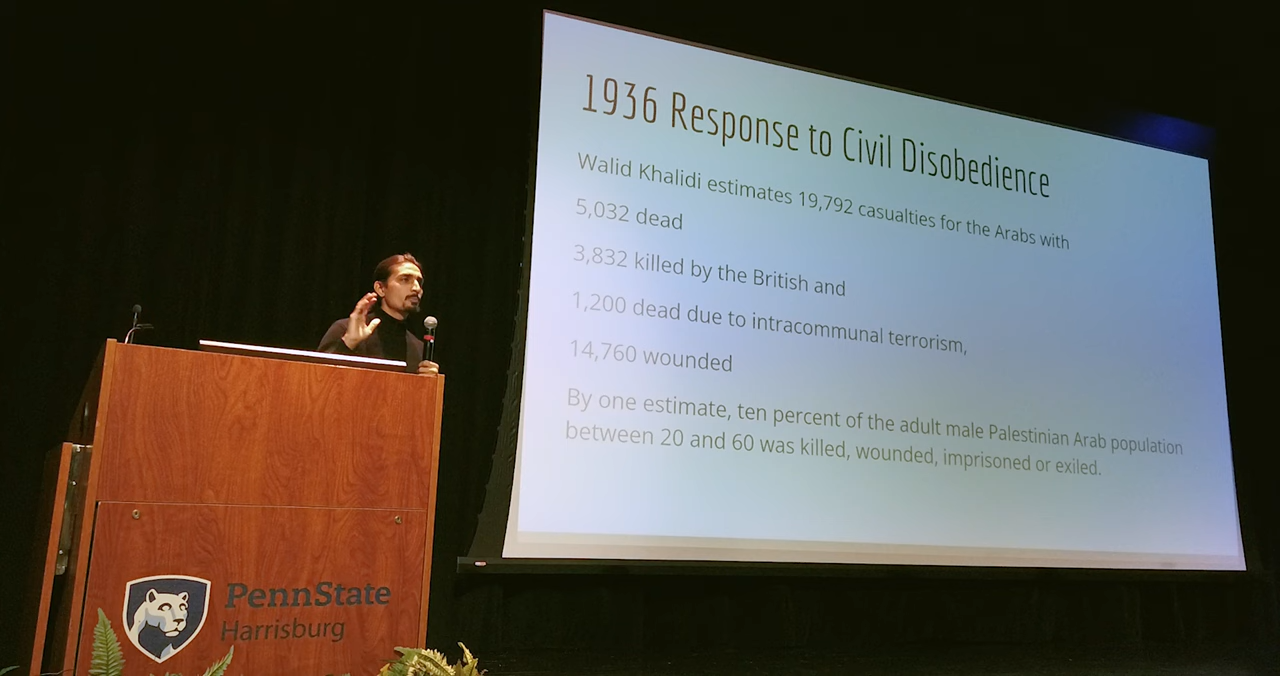 1936 Response to Civil Disobedience
Walid Khalidi estimates 19,792 casualties for the Arabs with
5,032 dead
3,832 killed by the British and
1,200 dead due to intracommunal terrorism,
14,760 wounded
By one estimate, ten percent of the adult male Palestinian Arab population
between 20 and 60 was killed, wounded, imprisoned or exiled.
PennState
Harrisburg